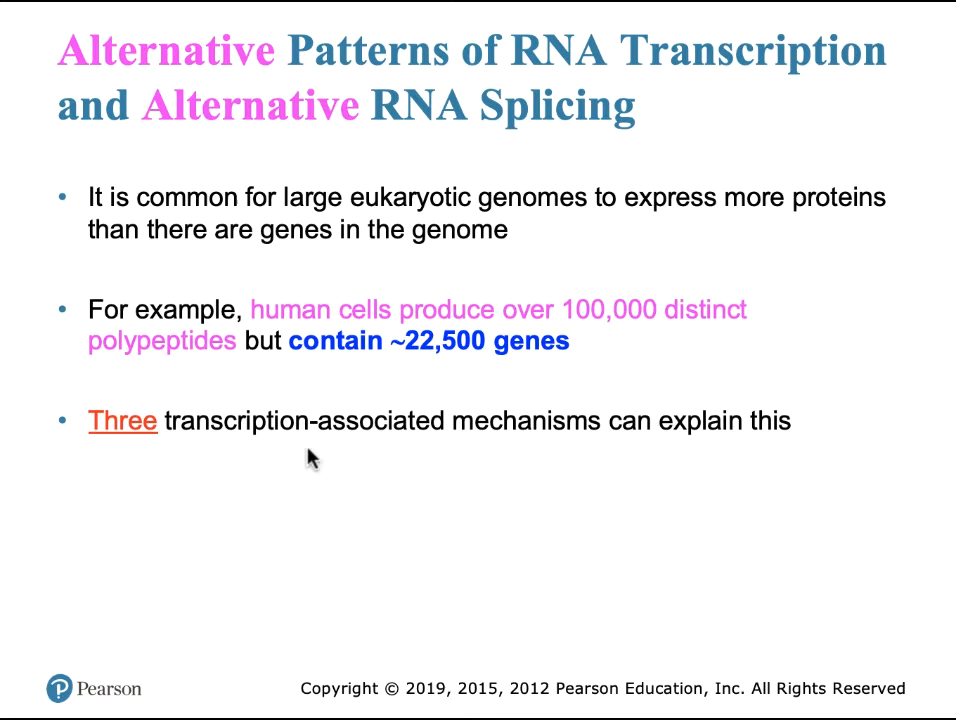 Alternative Patterns of RNA Transcription
and Alternative RNA Splicing
• It is common for large eukaryotic genomes to express more proteins
than there are genes in the genome
• For example, human cells produce over 100,000 distinct
polypeptides but contain ~22,500 genes
• Three transcription-associated mechanisms can explain this
Pearson
Copyright © 2019, 2015, 2012 Pearson Education, Inc. All Rights Reserved